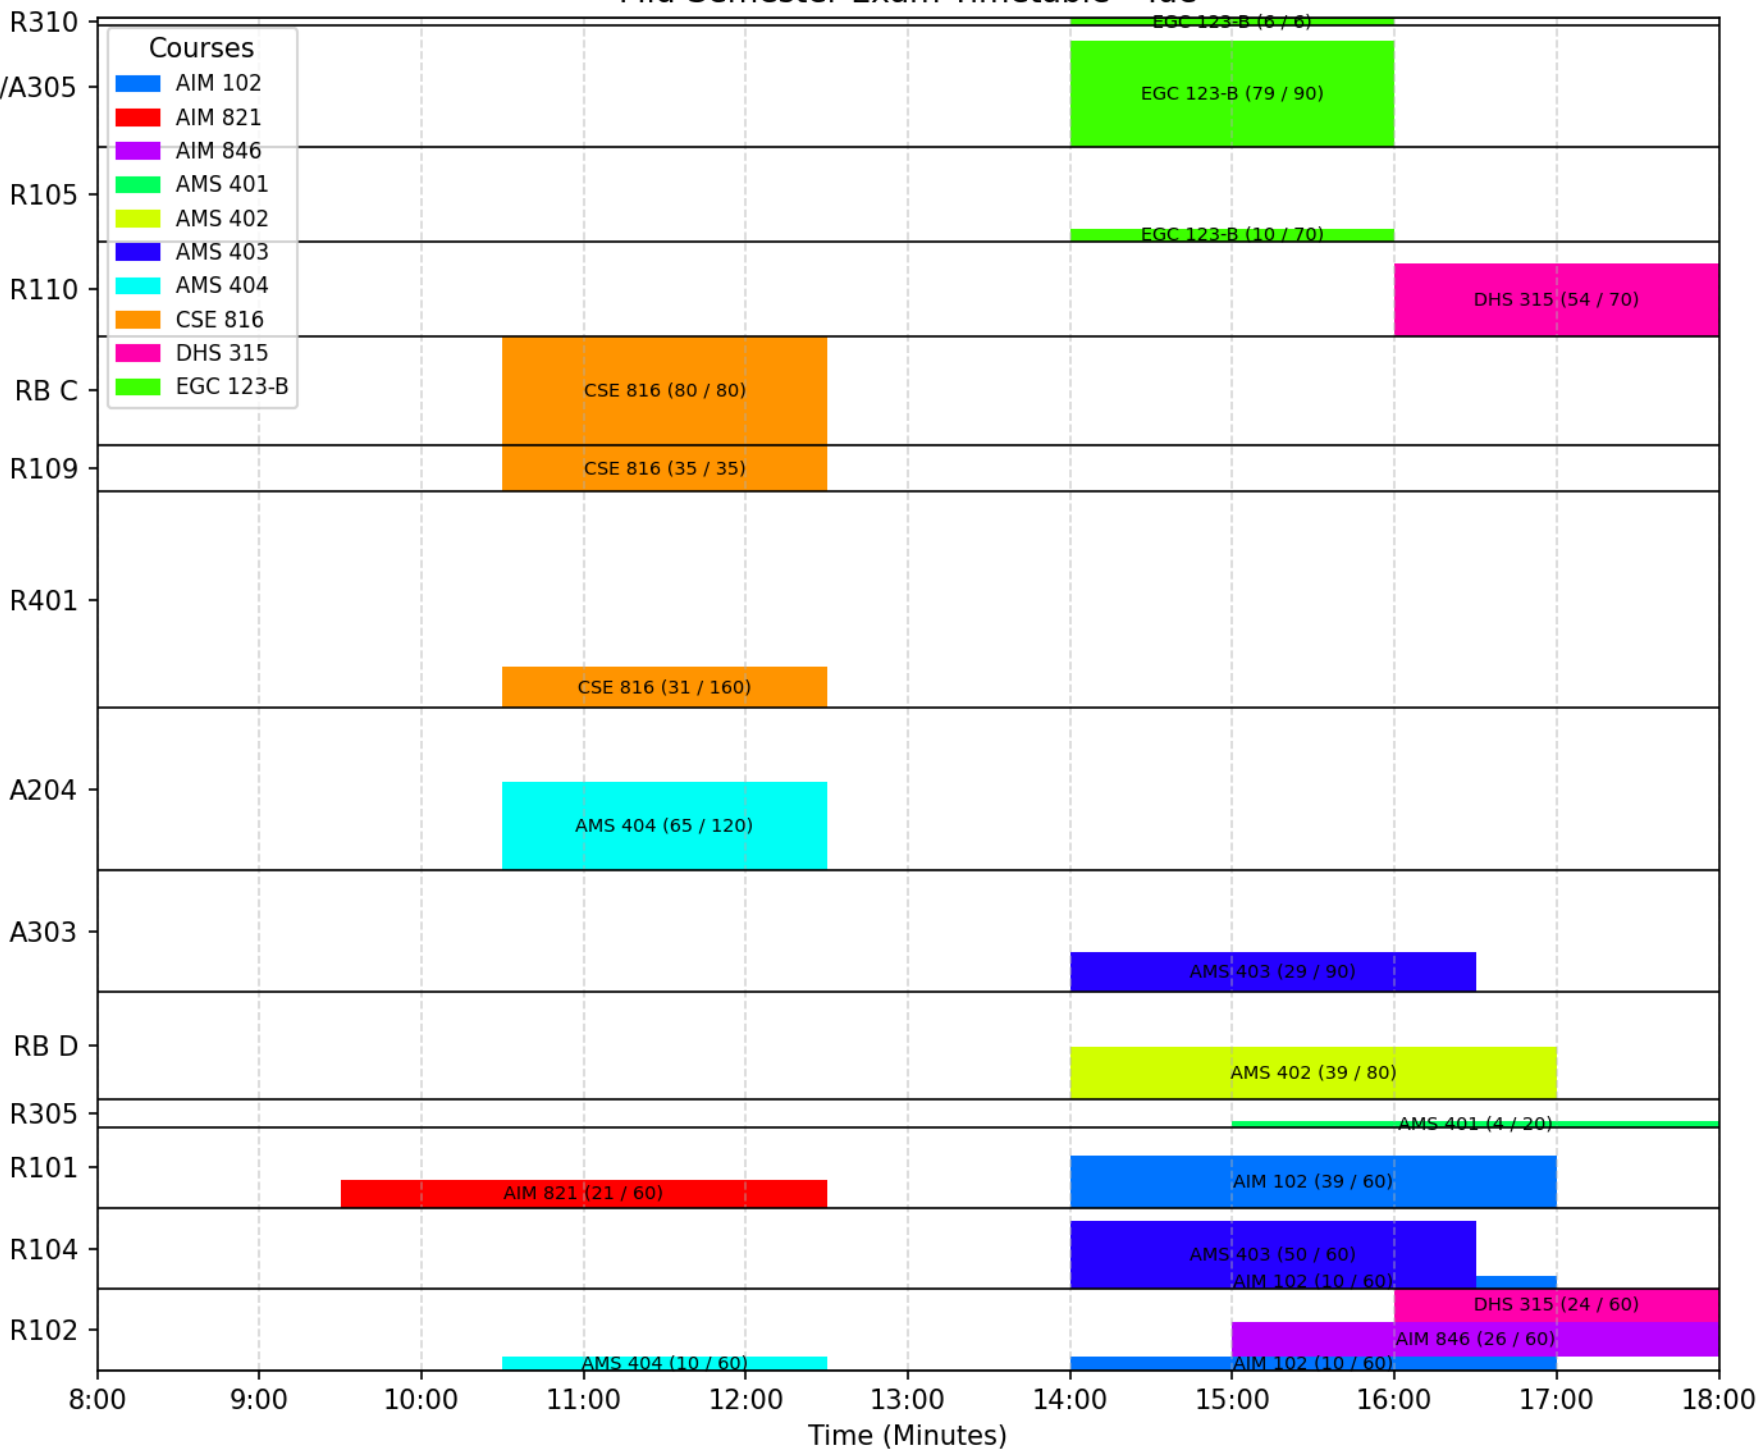 R310
EGC 123-B (6 / 6)
Courses
AIM 102
AIM 821
AIM 846
AMS 401
AMS 402
AMS 403
AMS 404
CSE 816
DHS 315
EGC 123-B
/A305
EGC 123-B (79 / 90)
R105
EGC 123-B (10 / 70)
R110
DHS 315 (54 / 70)
RB C
CSE 816 (80 / 80)
R109
CSE 816 (35 / 35)
R401
CSE 816 (31 / 160)
A204
AMS 404 (65 / 120)
A303
AMS 403 (29 / 90)
RB D
AMS 402 (39 / 80)
R305
AMS 401 (4 / 20)
R101
AIM 821 (21 / 60)
AIM 102 (39 / 60)
R104
AMS 403 (50 / 60)
AIM 102 (10 / 60)
R102
DHS 315 (24 / 60)
AIM 846 (26 / 60)
AMS 404 (10 / 60)
AIM 102 (10 / 60)
8:00 9:00 10:00 11:00 12:00 13:00 14:00 15:00 16:00 17:00 18:00
Time (Minutes)